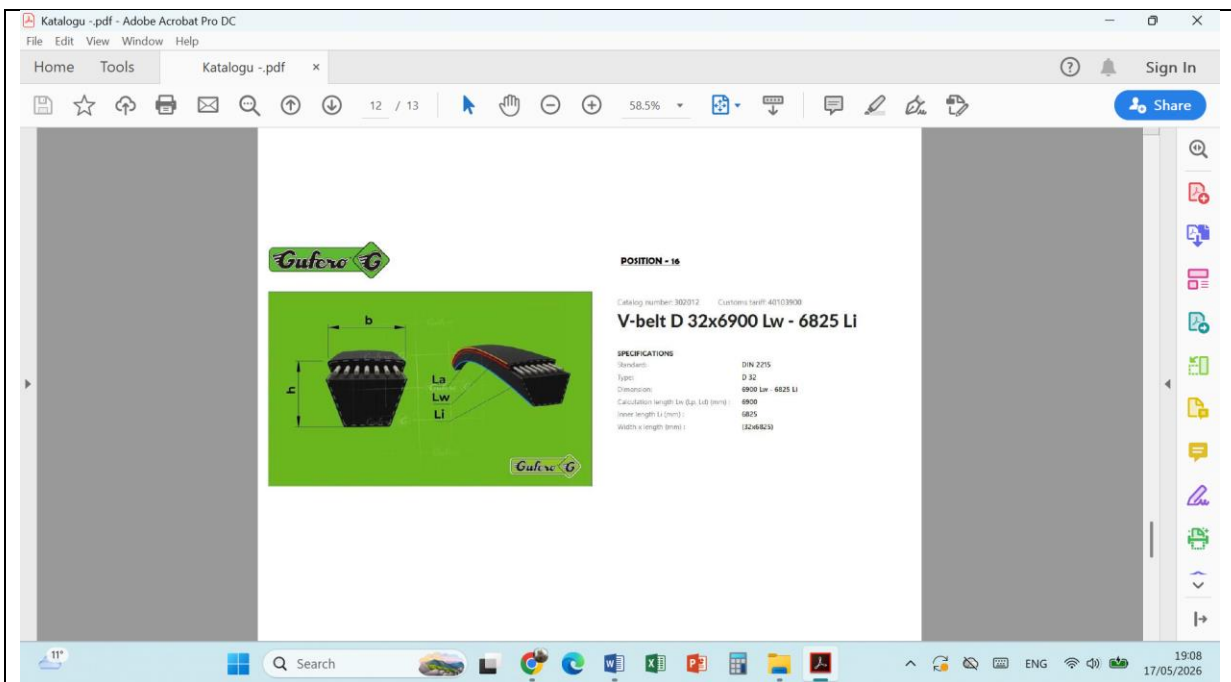 Katalogu -.pdf - Adobe Acrobat Pro DC
File Edit View Window Help
Home Tools Katalogu -.pdf × Sign In
12 / 13 58.5% Share
Gufero G
POSITION - 16
Catalog number: 302012 Customs tariff: 40103900
V-belt D 32x6900 Lw - 6825 Li
SPECIFICATIONS
Standard: DIN 2215
Type: D 32
Dimension: 6900 Lw - 6825 Li
Calculation length Lw (Lp, Ld) (mm) : 6900
Inner length Li (mm) : 6825
Width x length (mm) : (32x6825)
b
h
La
Lw
Li
Gufero G
11°
Search
ENG
19:08
17/05/2026